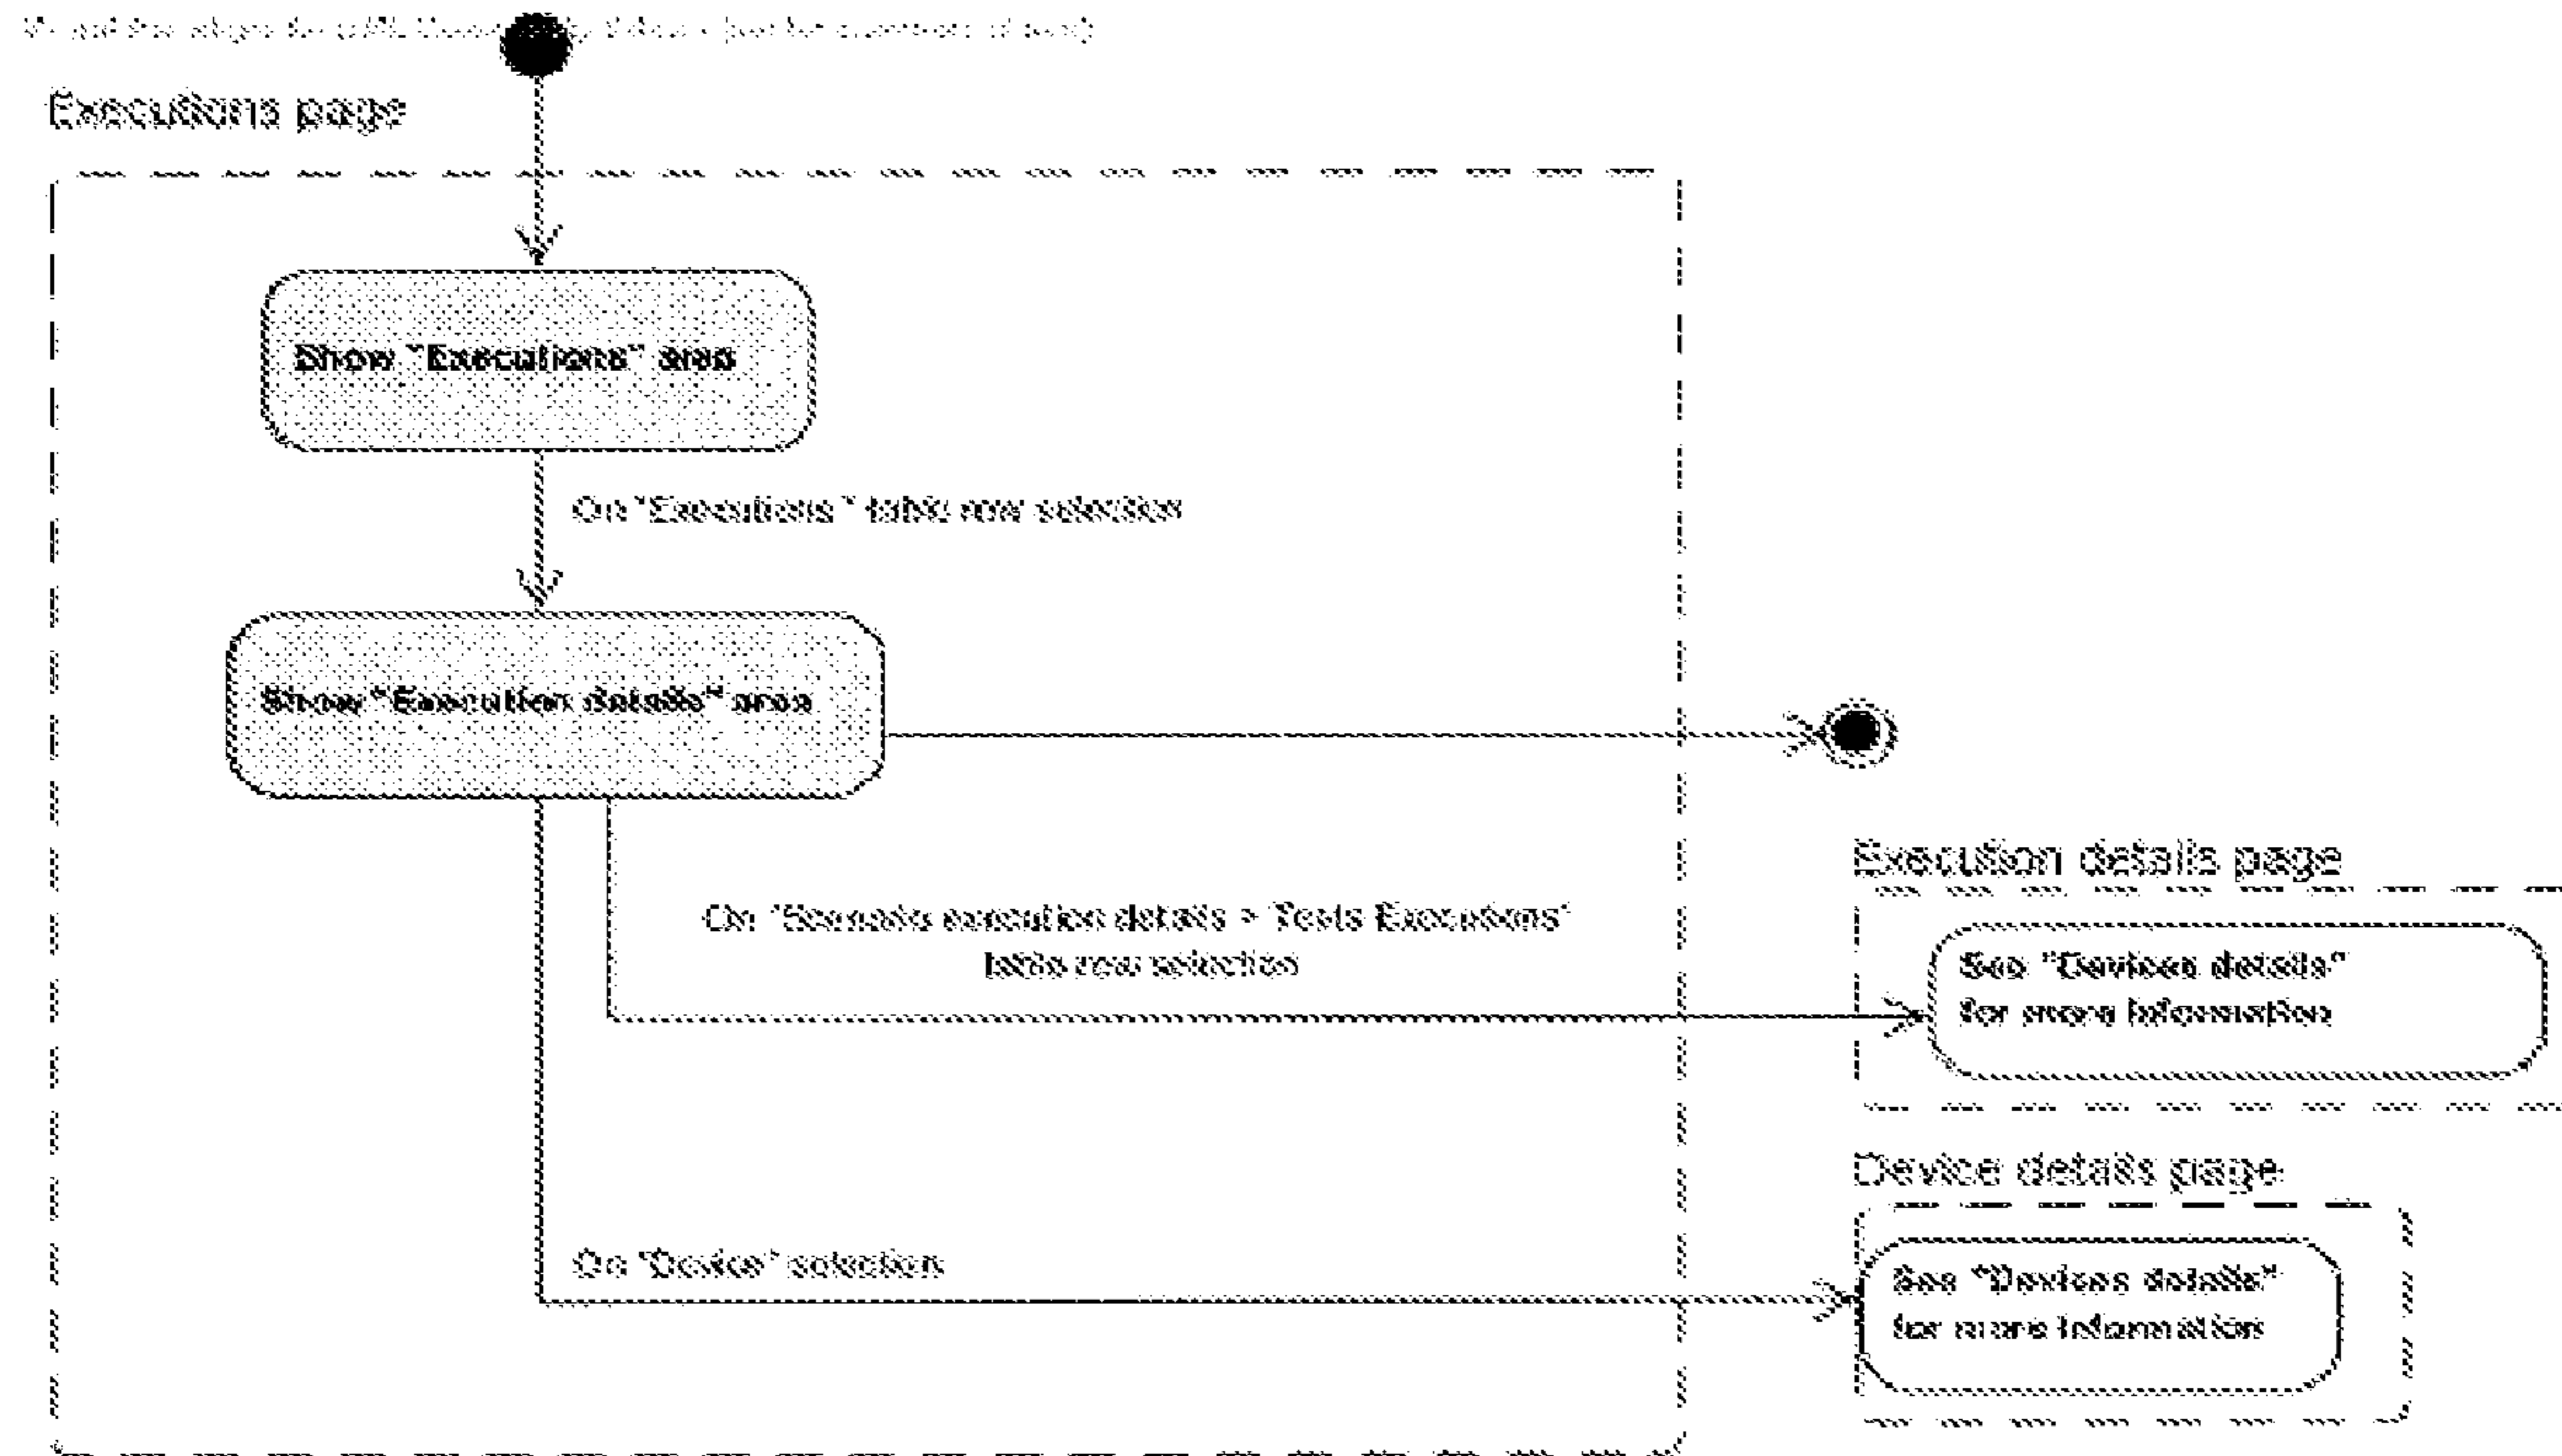 Executions page
Show "Executions" area
On "Executions " table row selection
Show "Execution details" area
Execution details page
On "Scenario execution details > Tests Executions"
table row selection
See "Devices details"
for more information
Device details page
On "Device" selection
See "Devices details"
for more information